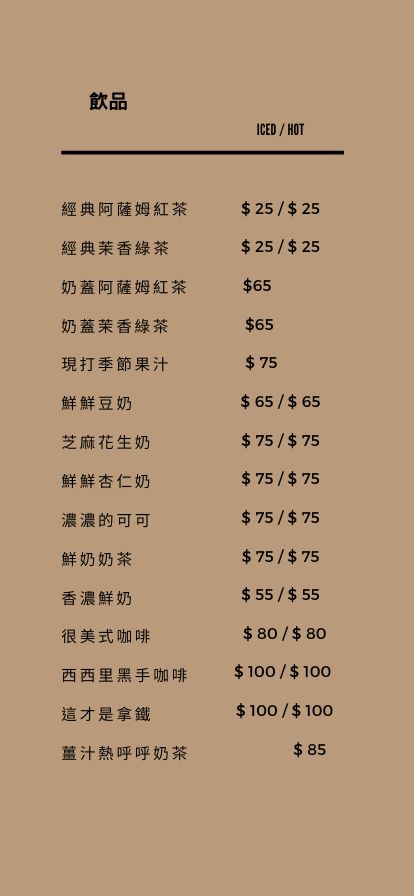 飲品
ICED / HOT
經典阿薩姆紅茶 $ 25 / $ 25
經典茉香綠茶 $ 25 / $ 25
奶蓋阿薩姆紅茶 $65
奶蓋茉香綠茶 $65
現打季節果汁 $ 75
鮮鮮豆奶 $ 65 / $ 65
芝麻花生奶 $ 75 / $ 75
鮮鮮杏仁奶 $ 75 / $ 75
濃濃的可可 $ 75 / $ 75
鮮奶奶茶 $ 75 / $ 75
香濃鮮奶 $ 55 / $ 55
很美式咖啡 $ 80 / $ 80
西西里黑手咖啡 $ 100 / $ 100
這才是拿鐵 $ 100 / $ 100
薑汁熱呼呼奶茶 $ 85